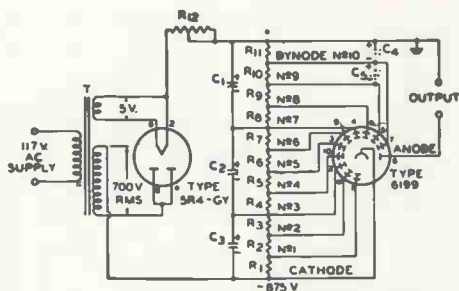 R12
R11
DYNODE Nº10
C4
R10
Nº9
C5
C1
R9
Nº8
R8
Nº7
OUTPUT
T
5V.
8
2
R7
Nº6
117V.
AC
SUPPLY
R6
Nº5
ANODE
700V
RMS
TYPE
5R4-GY
C2
R5
Nº4
TYPE
6199
R4
Nº3
R3
Nº2
C3
R2
Nº1
R1
CATHODE
-875 V